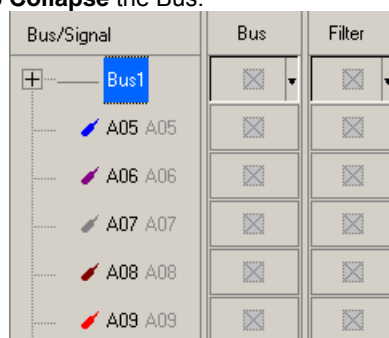 Collapse the Bus.
Bus/Signal Bus Filter
Bus1
A05 A05
A06 A06
A07 A07
A08 A08
A09 A09